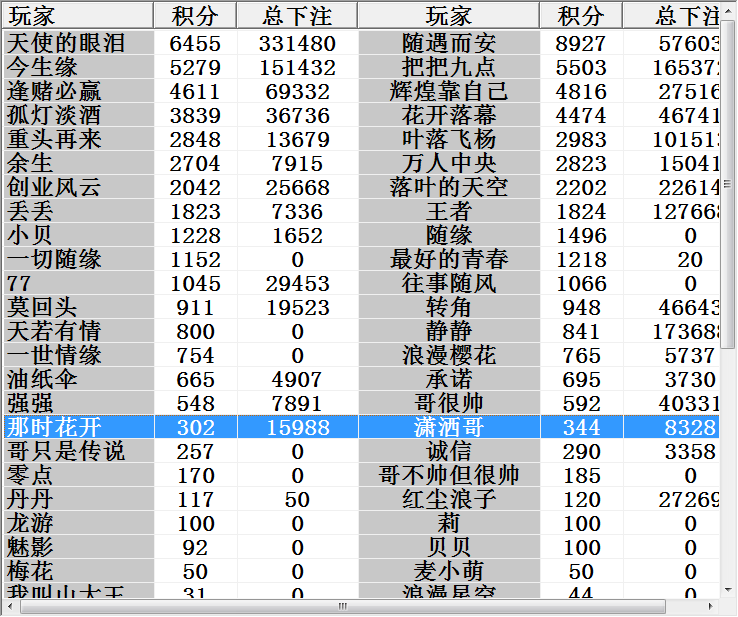 玩家 积分 总下注 玩家 积分 总下注
天使的眼泪 6455 331480 随遇而安 8927 57603
今生缘 5279 151432 把把九点 5503 165372
逢赌必赢 4611 69332 辉煌靠自己 4816 27516
孤灯淡酒 3839 36736 花开落幕 4474 46741
重头再来 2848 13679 叶落飞杨 2983 101513
余生 2704 7915 万人中央 2823 15041
创业风云 2042 25668 落叶的天空 2202 22614
丢丢 1823 7336 王者 1824 127668
小贝 1228 1652 随缘 1496 0
一切随缘 1152 0 最好的青春 1218 20
77 1045 29453 往事随风 1066 0
莫回头 911 19523 转角 948 46643
天若有情 800 0 静静 841 173688
一世情缘 754 0 浪漫樱花 765 5737
油纸伞 665 4907 承诺 695 3730
强强 548 7891 哥很帅 592 40331
那时花开 302 15988 潇洒哥 344 8328
哥只是传说 257 0 诚信 290 3358
零点 170 0 哥不帅但很帅 185 0
丹丹 117 50 红尘浪子 120 27269
龙游 100 0 莉 100 0
魅影 92 0 贝贝 100 0
梅花 50 0 麦小萌 50 0
我叫山大王 31 0 浪漫星空 44 0